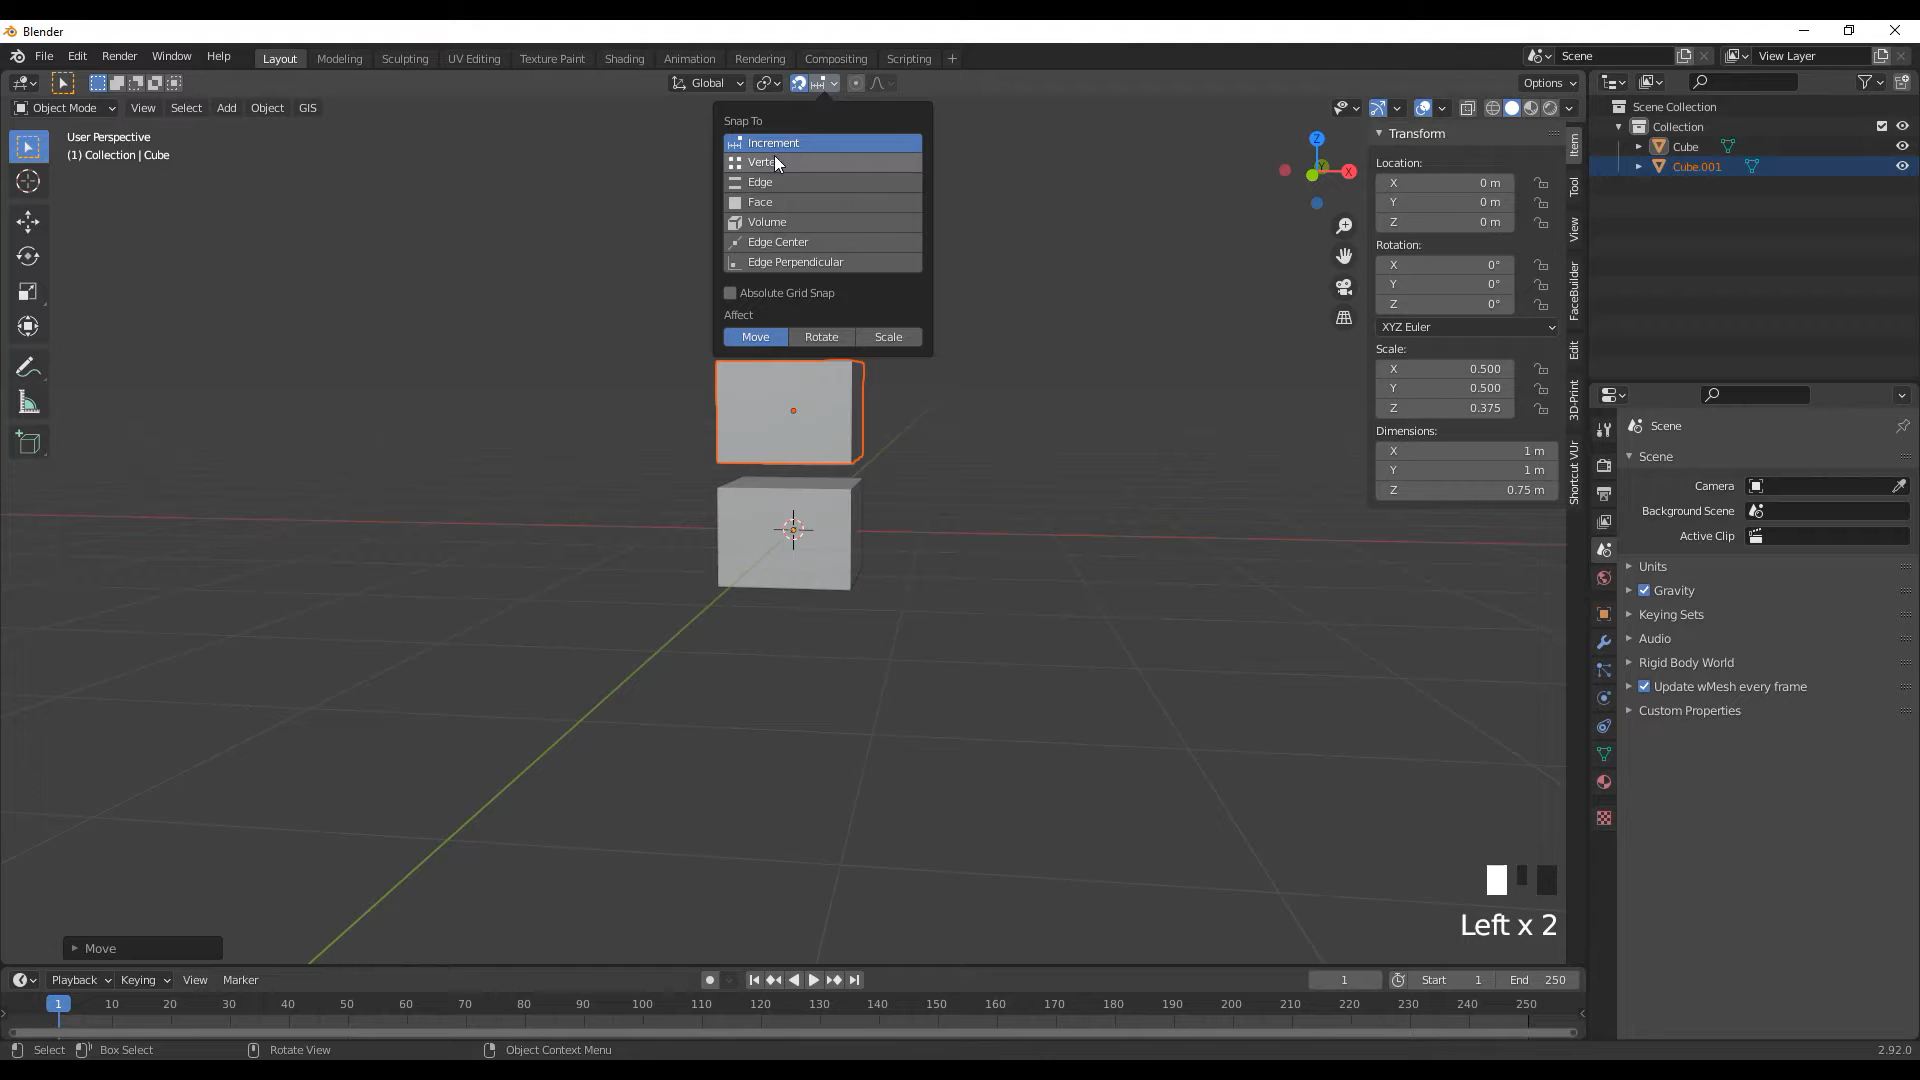 Blender
File Edit Render Window Help
Layout Modeling Sculpting UV Editing Texture Paint Shading Animation Rendering Compositing Scripting +
Scene
View Layer
Global
Options
Object Mode View Select Add Object GIS
User Perspective
(1) Collection | Cube
Snap To
Increment
Edge
Face
Volume
Edge Center
Edge Perpendicular
Absolute Grid Snap
Affect
Move Rotate Scale
Z
X
Transform
Location:
X 0 m
Y 0 m
Z 0 m
Rotation:
X 0°
Y 0°
Z 0°
XYZ Euler
Scale:
X 0.500
Y 0.500
Z 0.375
Dimensions:
X 1 m
Y 1 m
Z 0.75 m
Item
Tool
View
FaceBuilder
Edit
3D-Print
Shortcut VUr
Scene Collection
Collection
Cube
Cube.001
Scene
Scene
Camera
Background Scene
Active Clip
Units
Gravity
Keying Sets
Audio
Rigid Body World
Update wMesh every frame
Custom Properties
Left x 2
Move
Playback Keying View Marker
1 Start 1 End 250
1 10 20 30 40 50 60 70 80 90 100 110 120 130 140 150 160 170 180 190 200 210 220 230 240 250
Select Box Select Rotate View Object Context Menu 2.92.0